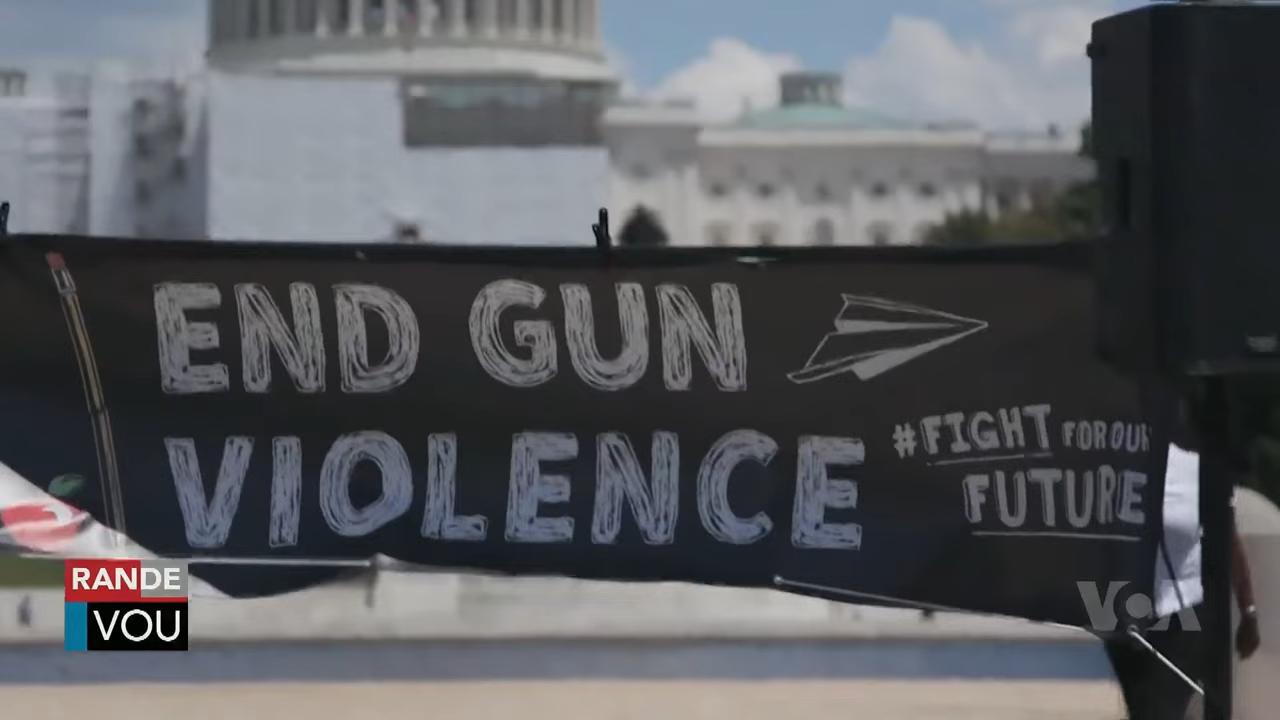 END GUN
VIOLENCE
#FIGHT FOR OUR
FUTURE
RANDE
VOU
VOA